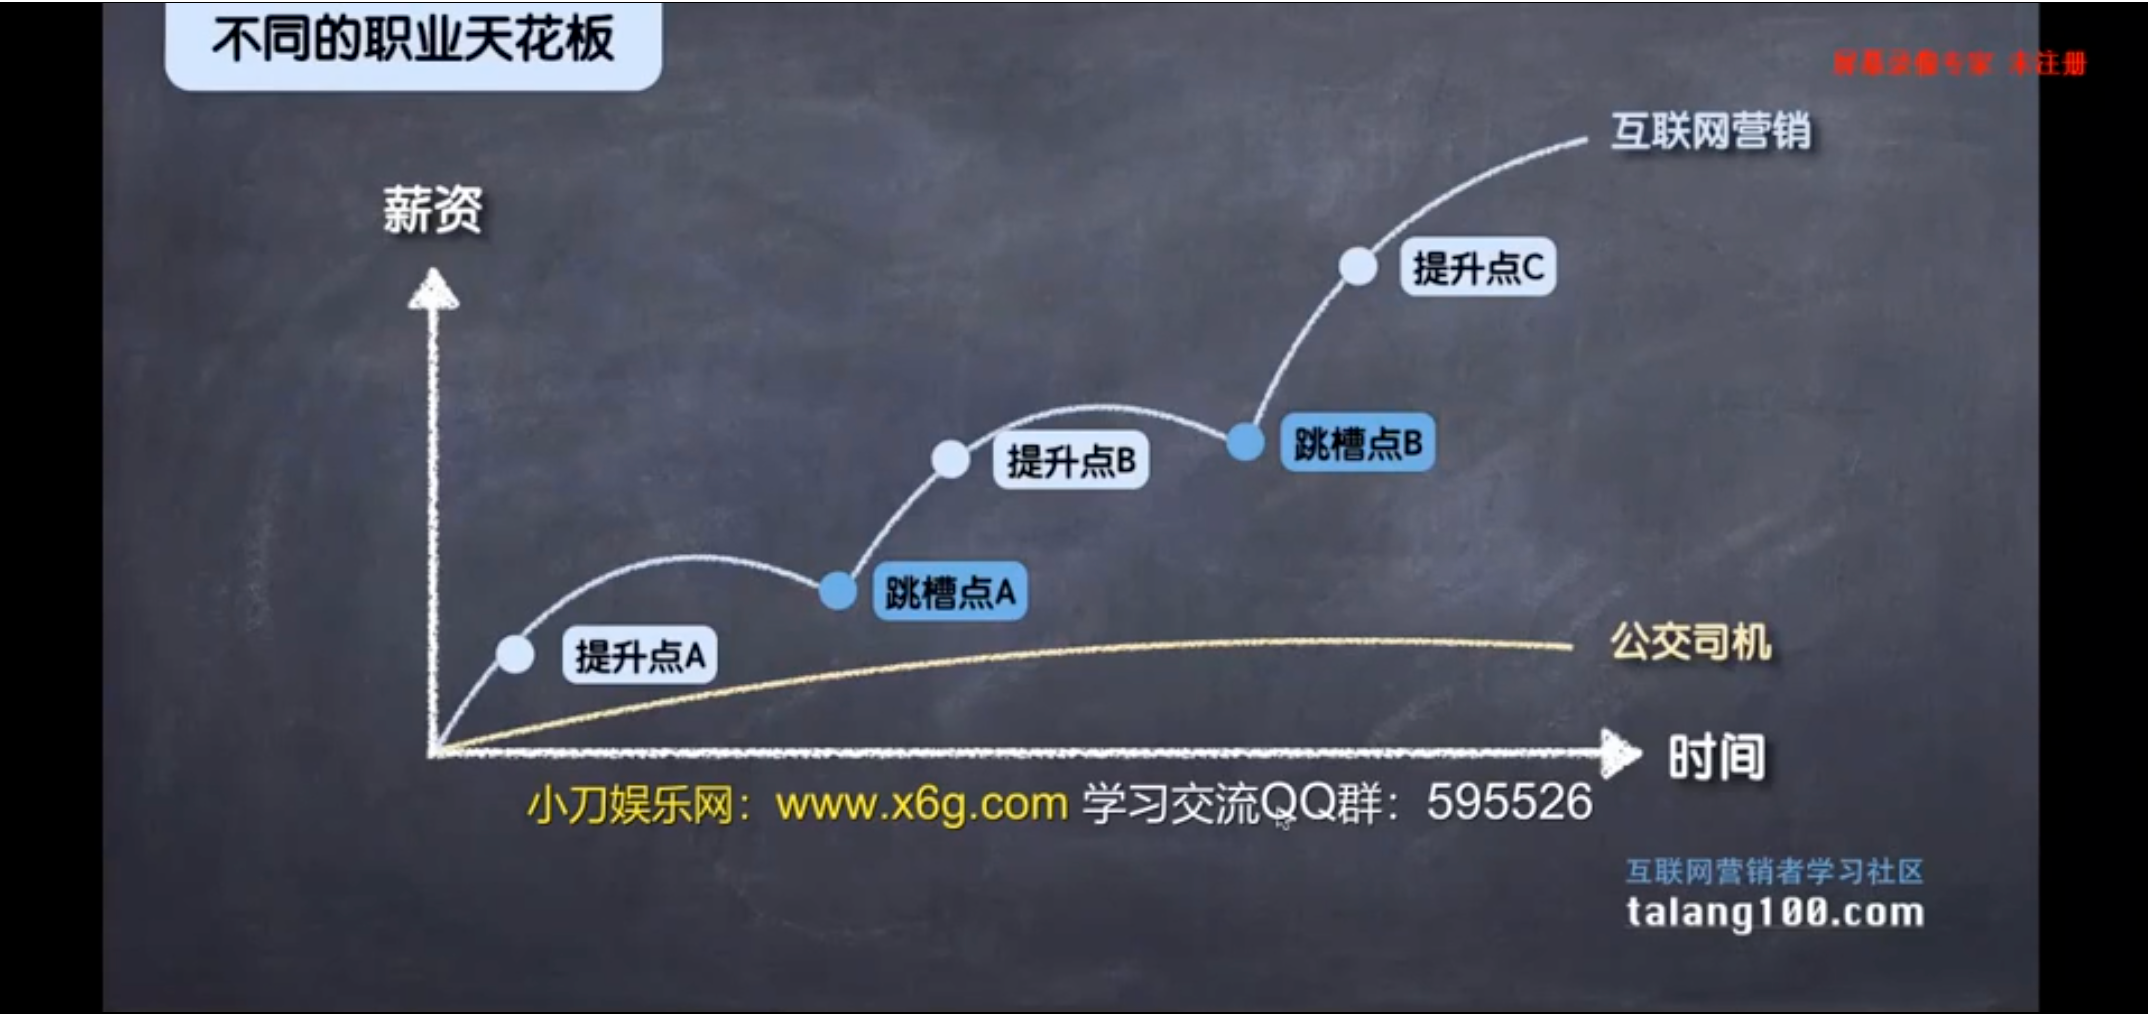 不同的职业天花板
屏幕录像专家 未注册
互联网营销
薪资
提升点C
提升点B
跳槽点B
跳槽点A
提升点A
公交司机
时间
小刀娱乐网：www.x6g.com 学习交流QQ群：595526
互联网营销者学习社区
talang100.com